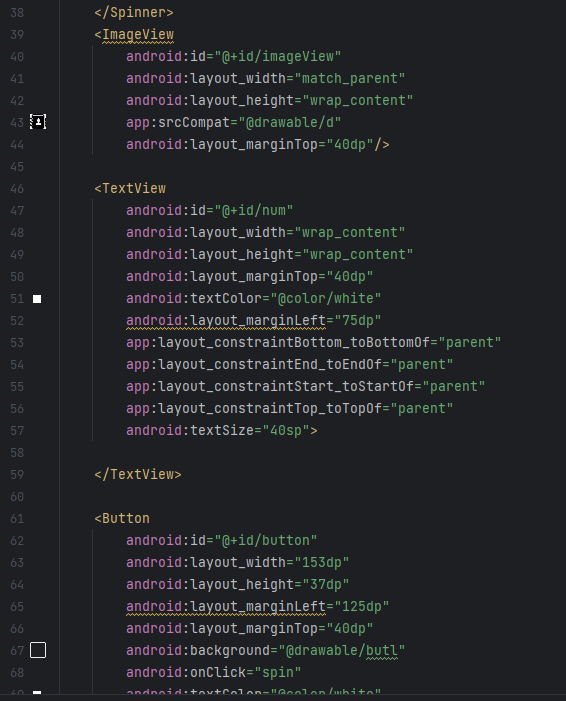 38 </Spinner>
39 <ImageView
40 android:id="@+id/imageView"
41 android:layout_width="match_parent"
42 android:layout_height="wrap_content"
43 app:srcCompat="@drawable/d"
44 android:layout_marginTop="40dp"/>
45
46 <TextView
47 android:id="@+id/num"
48 android:layout_width="wrap_content"
49 android:layout_height="wrap_content"
50 android:layout_marginTop="40dp"
51 android:textColor="@color/white"
52 android:layout_marginLeft="75dp"
53 app:layout_constraintBottom_toBottomOf="parent"
54 app:layout_constraintEnd_toEndOf="parent"
55 app:layout_constraintStart_toStartOf="parent"
56 app:layout_constraintTop_toTopOf="parent"
57 android:textSize="40sp">
58
59 </TextView>
60
61 <Button
62 android:id="@+id/button"
63 android:layout_width="153dp"
64 android:layout_height="37dp"
65 android:layout_marginLeft="125dp"
66 android:layout_marginTop="40dp"
67 android:background="@drawable/butl"
68 android:onClick="spin"
69 android:textColor="@color/white"